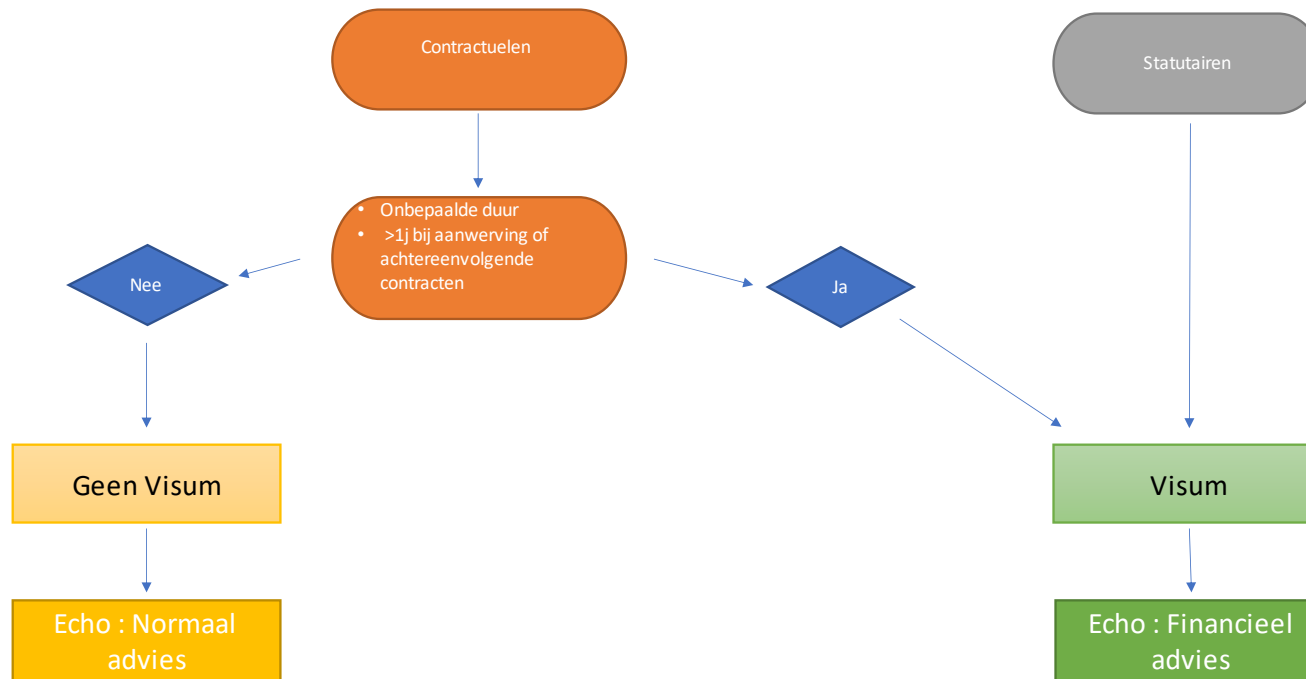 Contractuelen
Statutairen
• Onbepaalde duur
• >1j bij aanwerving of
achtereenvolgende
contracten
Nee
Ja
Geen Visum
Visum
Echo : Normaal
advies
Echo : Financieel
advies